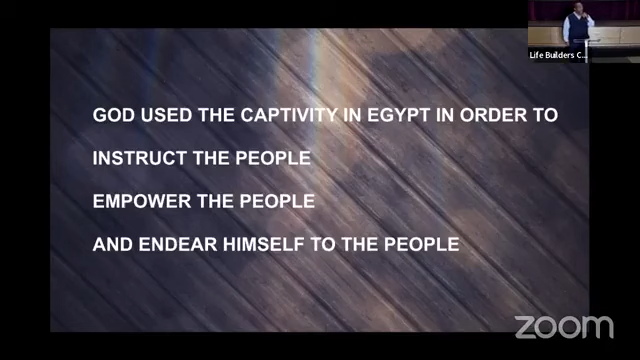 Life Builders C...
GOD USED THE CAPTIVITY IN EGYPT IN ORDER TO
INSTRUCT THE PEOPLE
EMPOWER THE PEOPLE
AND ENDEAR HIMSELF TO THE PEOPLE
zoom